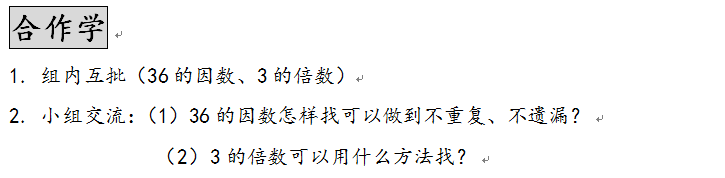 合作学
1. 组内互批（36的因数、3的倍数）
2. 小组交流：（1）36的因数怎样找可以做到不重复、不遗漏？
（2）3的倍数可以用什么方法找？